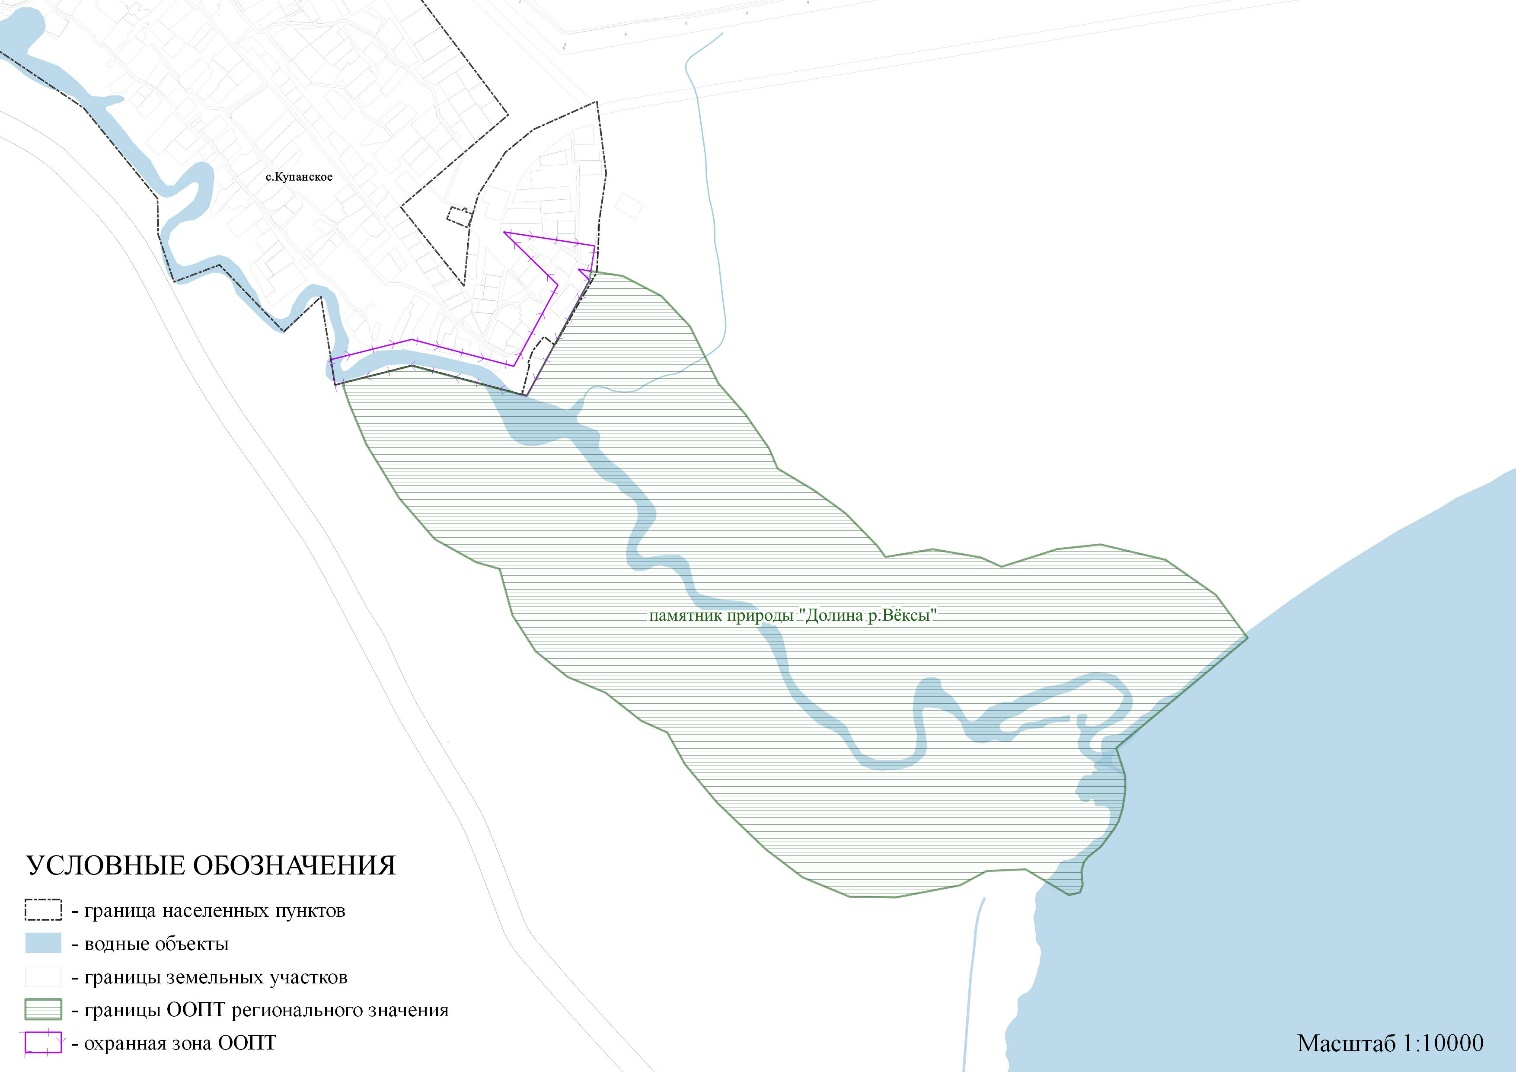 с.Купанское
памятник природы "Долина р.Вёксы"
УСЛОВНЫЕ ОБОЗНАЧЕНИЯ
- граница населенных пунктов
- водные объекты
- границы земельных участков
- границы ООПТ регионального значения
- охранная зона ООПТ
Масштаб 1:10000